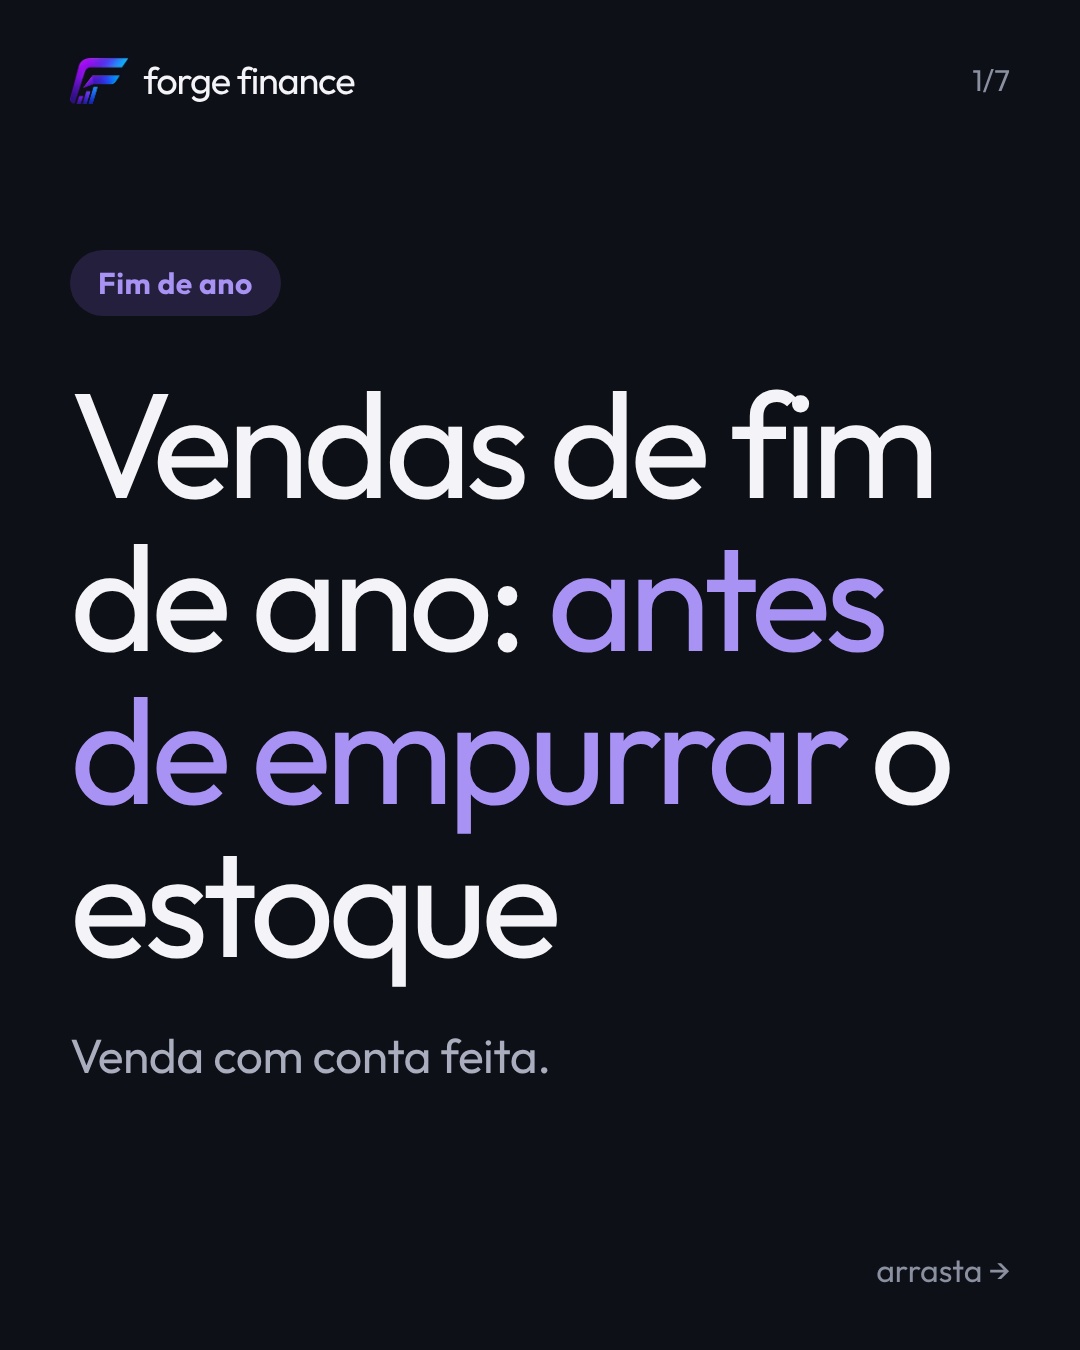 forge finance
1/7
Fim de ano
Vendas de fim
de ano: antes
de empurrar o
estoque
Venda com conta feita.
arrasta →